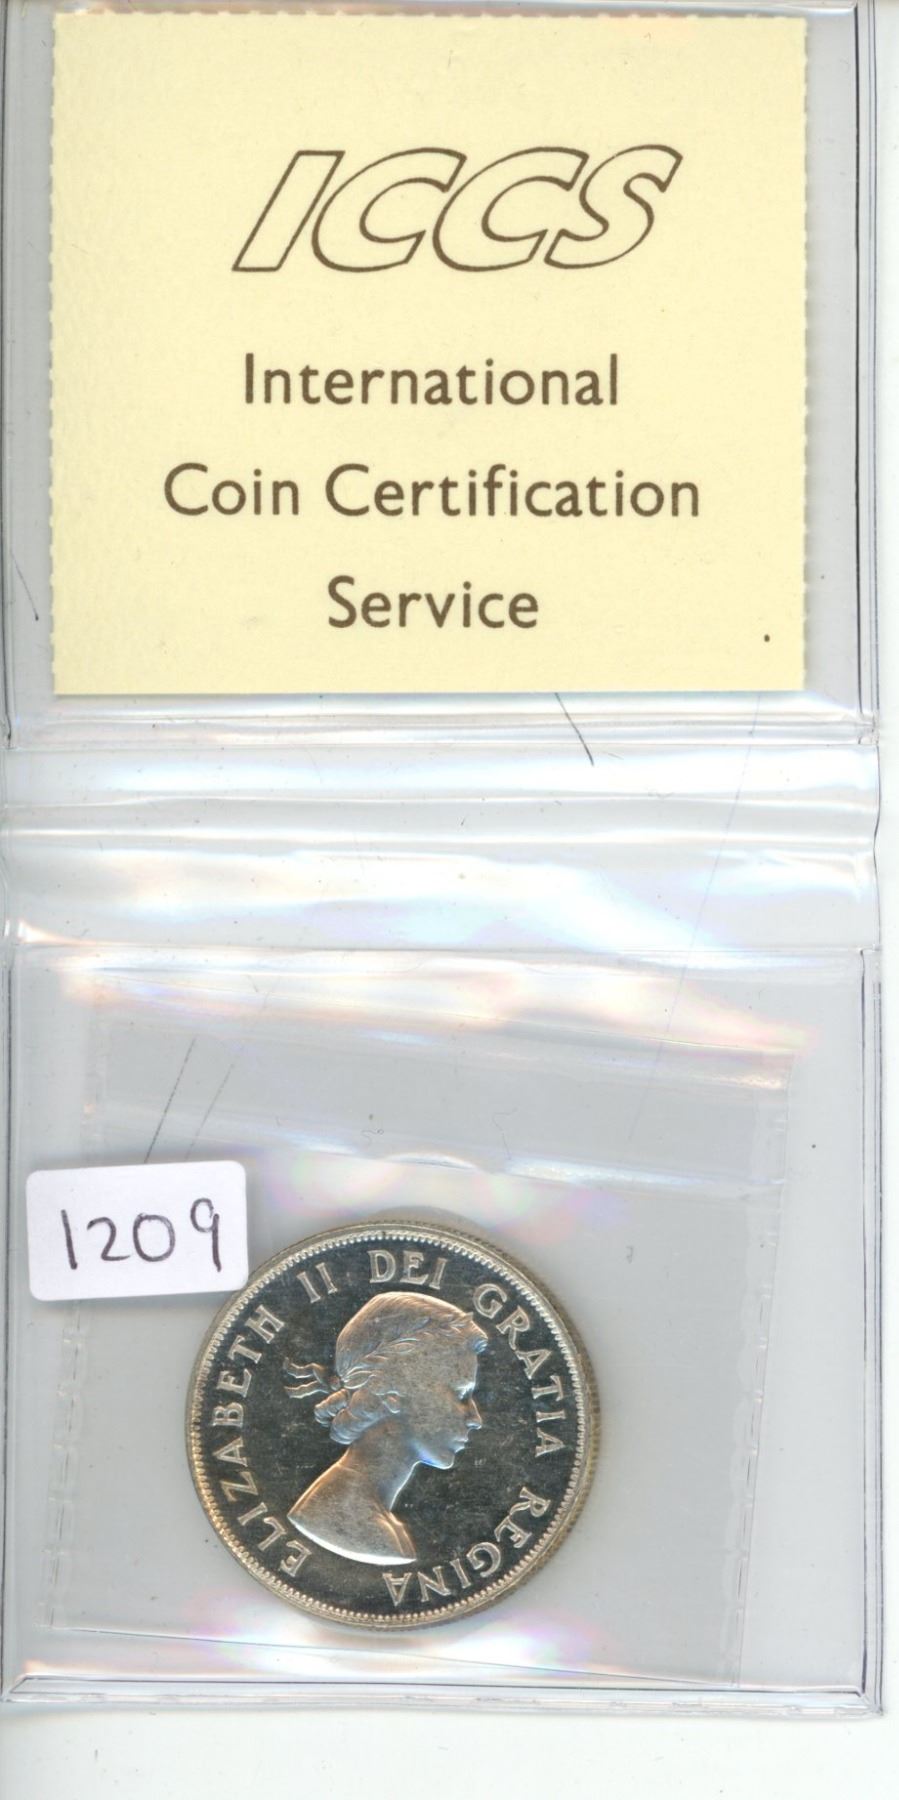 ICCS
International
Coin Certification
Service
1209
ELIZABETH II DEI GRATIA REGINA